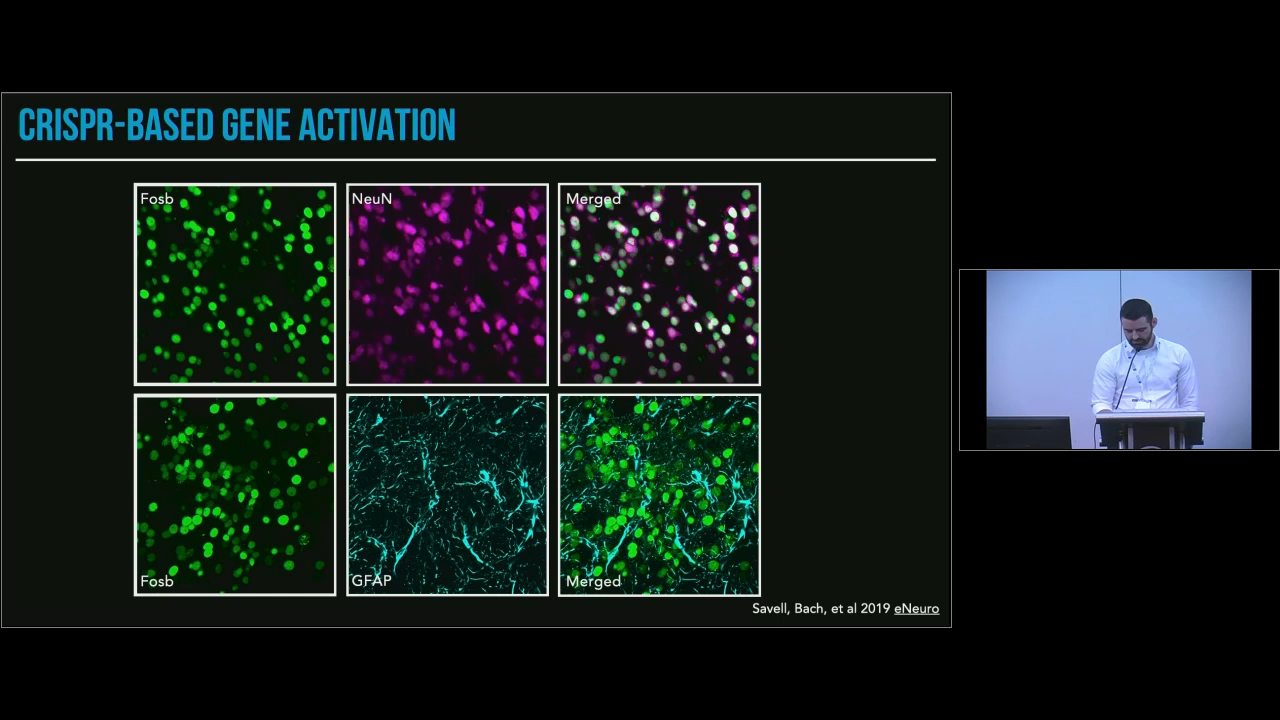 CRISPR-BASED GENE ACTIVATION
Fosb
NeuN
Merged
Fosb
GFAP
Merged
Savell, Bach, et al 2019 eNeuro